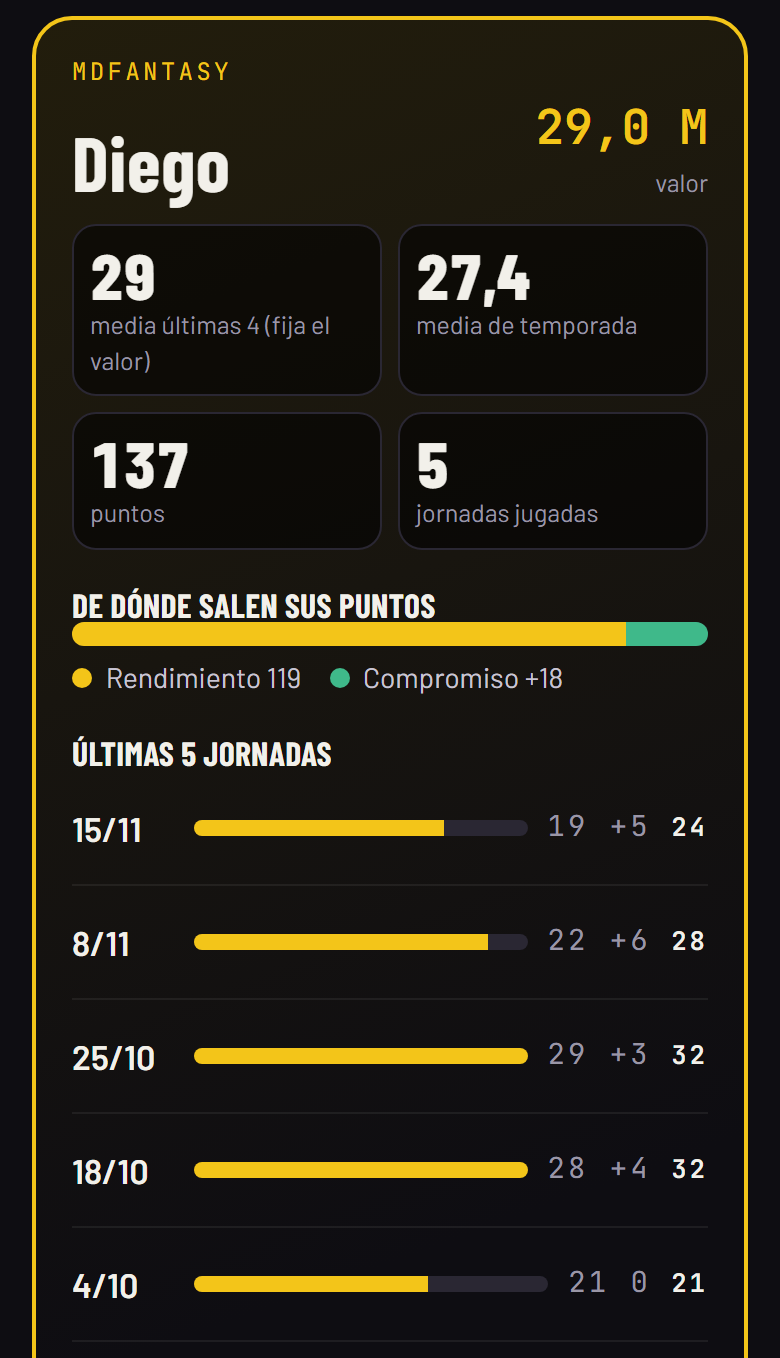 MDFANTASY
Diego
29,0 M
valor
29
media últimas 4 (fija el
valor)
27,4
media de temporada
137
puntos
5
jornadas jugadas
DE DÓNDE SALEN SUS PUNTOS
Rendimiento 119 Compromiso +18
ÚLTIMAS 5 JORNADAS
15/11 19 +5 24
8/11 22 +6 28
25/10 29 +3 32
18/10 28 +4 32
4/10 21 0 21